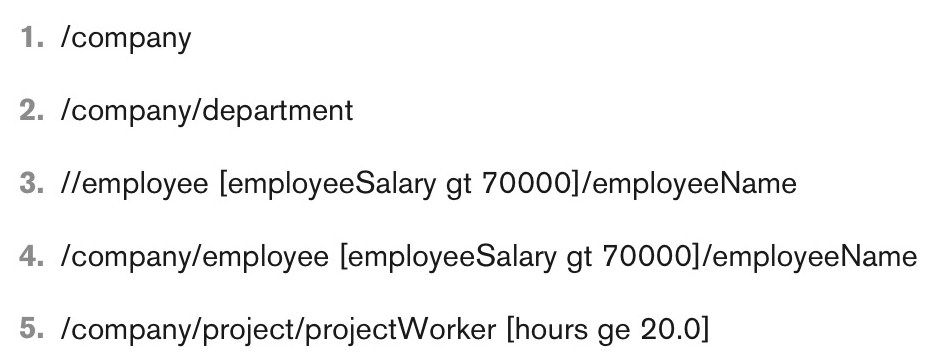 1. /company
2. /company/department
3. //employee [employeeSalary gt 70000]/employeeName
4. /company/employee [employeeSalary gt 70000]/employeeName
5. /company/project/projectWorker [hours ge 20.0]